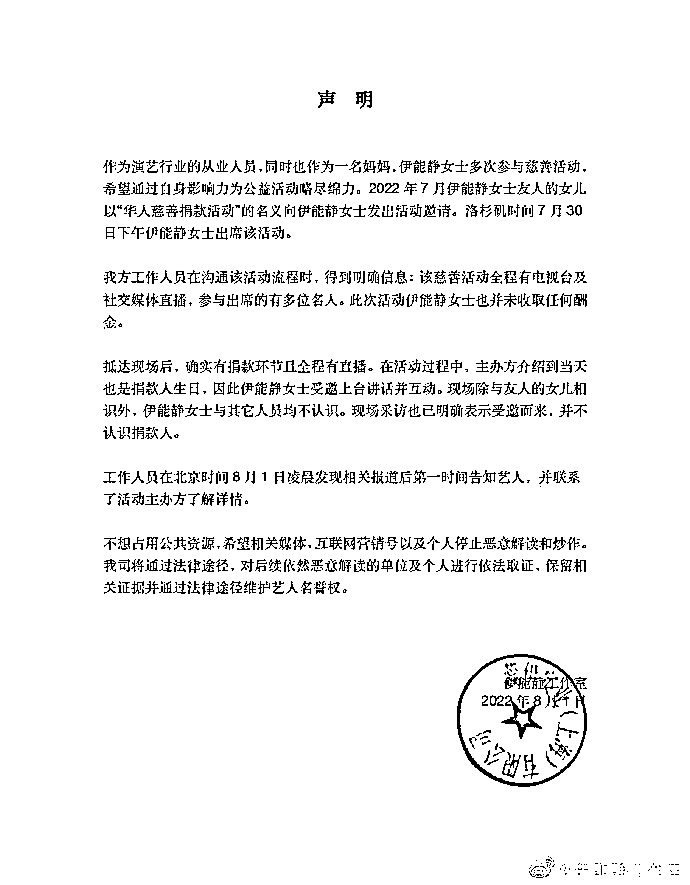 声 明
作为演艺行业的从业人员,同时也作为一名妈妈,伊能静女士多次参与慈善活动,
希望通过自身影响力为公益活动略尽绵力。2022 年 7 月伊能静女士友人的女儿
以“华人慈善捐款活动”的名义向伊能静女士发出活动邀请。洛杉矶时间 7 月 30
日下午伊能静女士出席该活动。
我方工作人员在沟通该活动流程时,得到明确信息:该慈善活动全程有电视台及
社交媒体直播,参与出席的有多位名人。此次活动伊能静女士也并未收取任何酬
金。
抵达现场后,确实有捐款环节且全程有直播。在活动过程中,主办方介绍到当天
也是捐款人生日,因此伊能静女士受邀上台讲话并互动。现场除与友人的女儿相
识外,伊能静女士与其它人员均不认识。现场采访也已明确表示受邀而来,并不
认识捐款人。
工作人员在北京时间 8 月 1 日凌晨发现相关报道后第一时间告知艺人,并联系
了活动主办方了解详情。
不想占用公共资源,希望相关媒体,互联网营销号以及个人停止恶意解读和炒作。
我司将通过法律途径,对后续依然恶意解读的单位及个人进行依法取证、保留相
关证据并通过法律途径维护艺人名誉权。
伊能静工作室
2022 年 8 月 1 日
(上海)有限公司